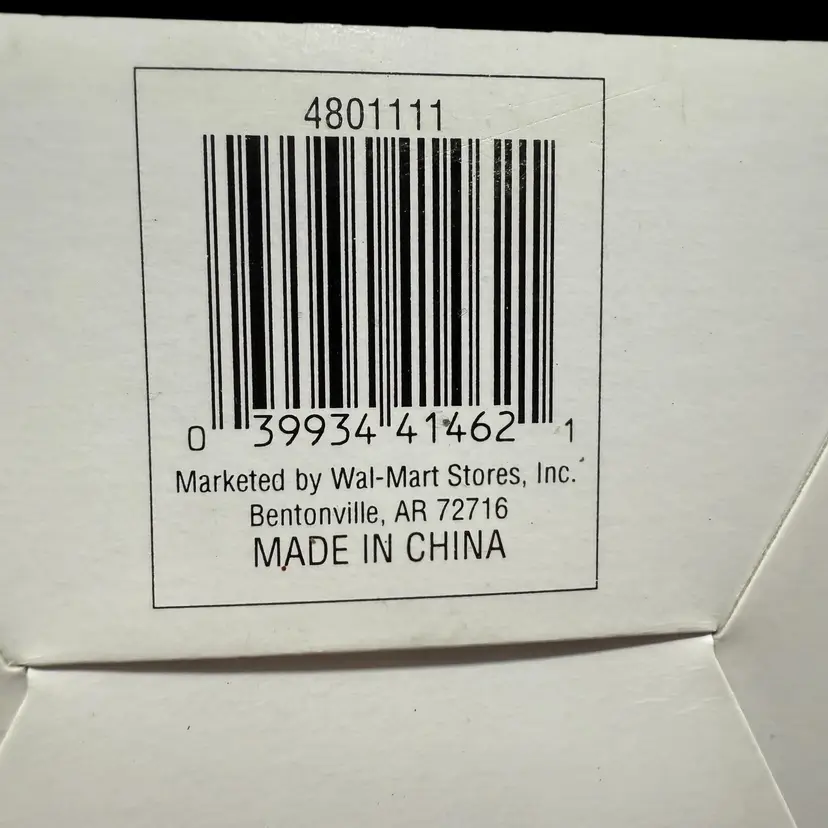 4801111
0 39934 41462 1
Marketed by Wal-Mart Stores, Inc.
Bentonville, AR 72716
MADE IN CHINA